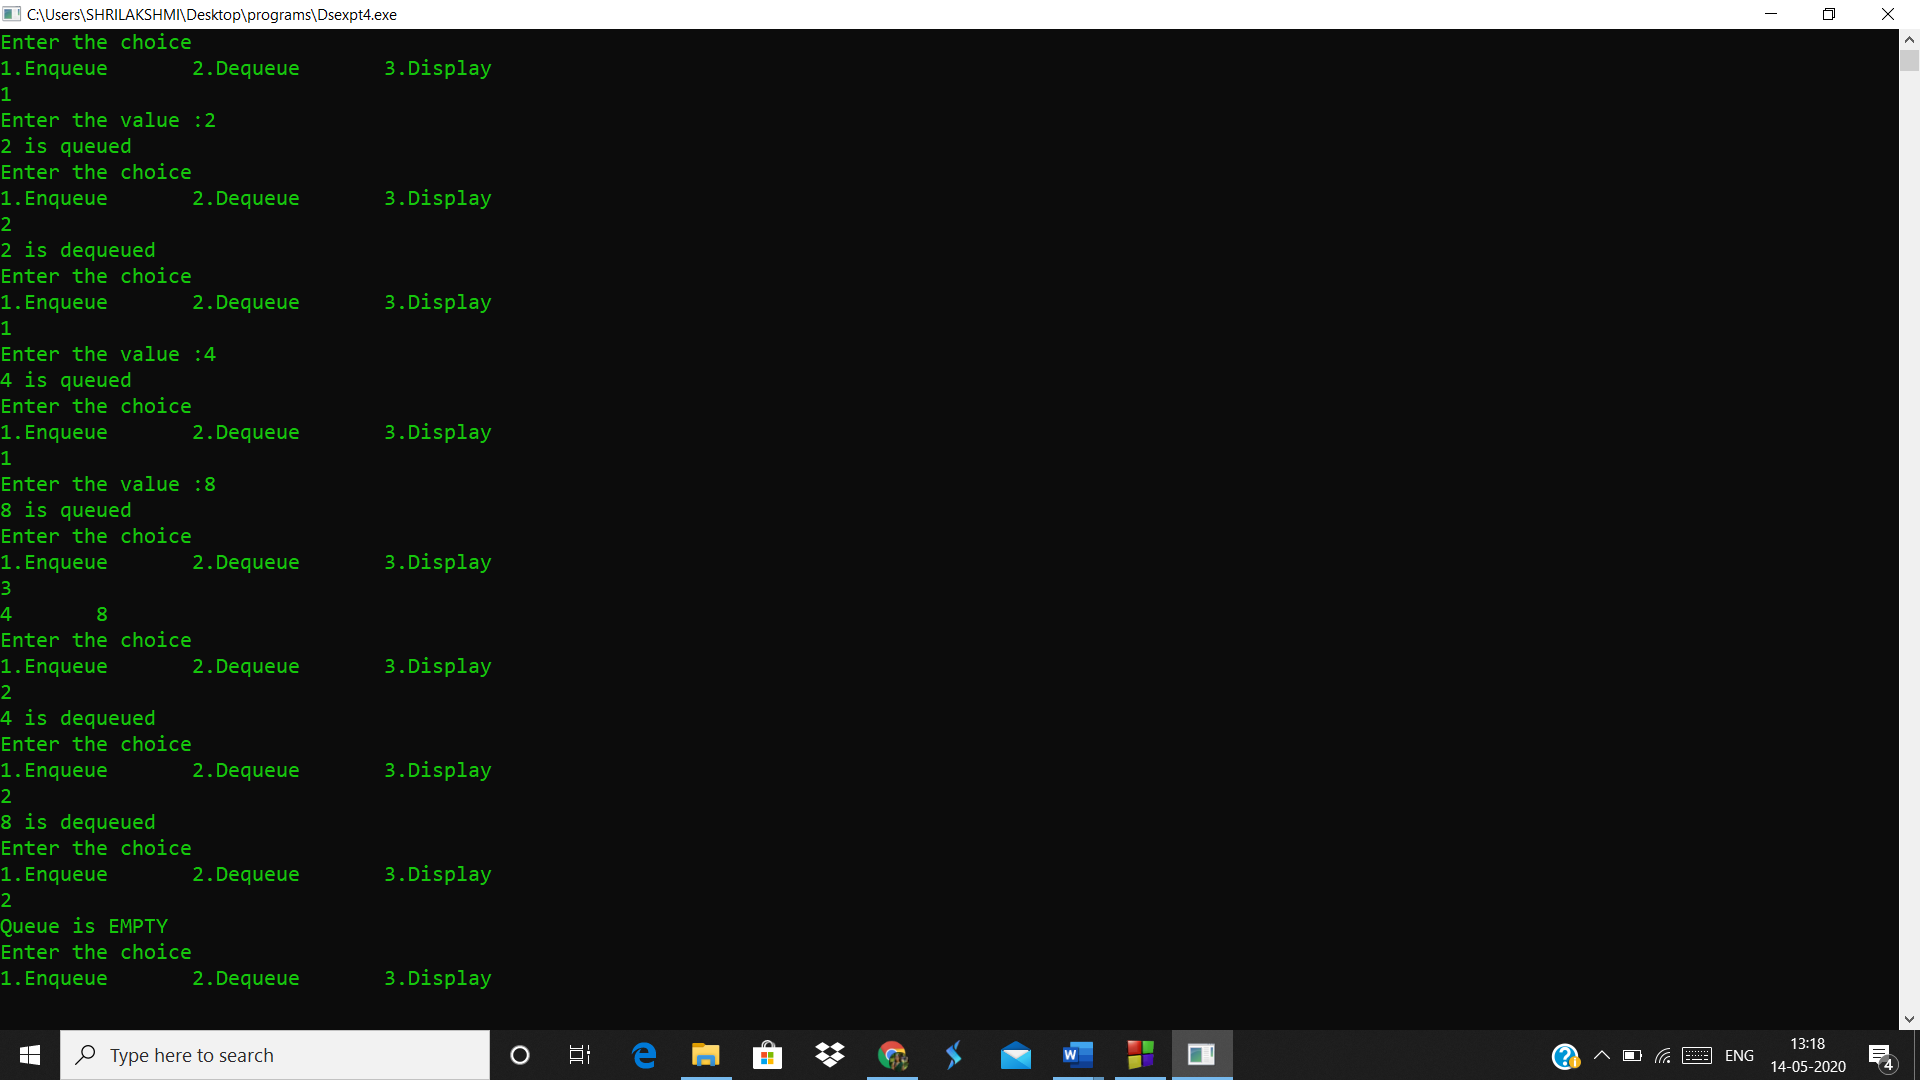 C:\Users\SHRILAKSHMI\Desktop\programs\Dsexpt4.exe
Enter the choice
1.Enqueue 2.Dequeue 3.Display
1
Enter the value :2
2 is queued
Enter the choice
1.Enqueue 2.Dequeue 3.Display
2
2 is dequeued
Enter the choice
1.Enqueue 2.Dequeue 3.Display
1
Enter the value :4
4 is queued
Enter the choice
1.Enqueue 2.Dequeue 3.Display
1
Enter the value :8
8 is queued
Enter the choice
1.Enqueue 2.Dequeue 3.Display
3
4 8
Enter the choice
1.Enqueue 2.Dequeue 3.Display
2
4 is dequeued
Enter the choice
1.Enqueue 2.Dequeue 3.Display
2
8 is dequeued
Enter the choice
1.Enqueue 2.Dequeue 3.Display
2
Queue is EMPTY
Enter the choice
1.Enqueue 2.Dequeue 3.Display
Type here to search
ENG
13:18
14-05-2020
4